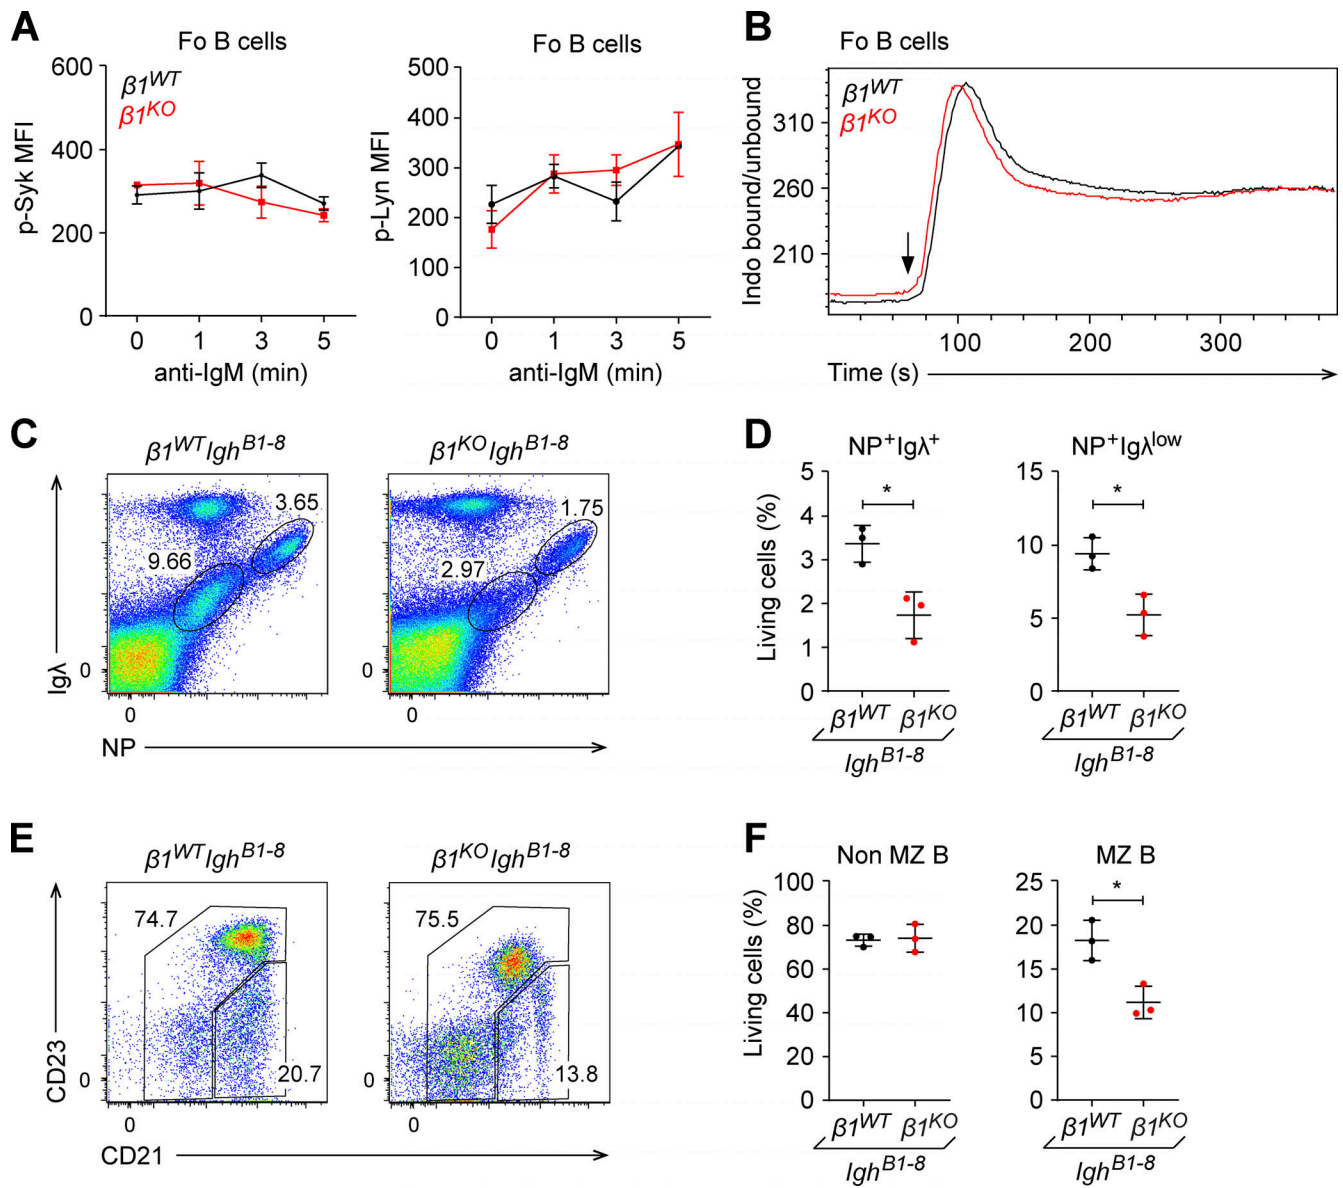 A
Fo B cells
β1WT
β1KO
p-Syk MFI
600
400
200
0
0 1 3 5
anti-IgM (min)
Fo B cells
p-Lyn MFI
500
400
300
200
100
0
0 1 3 5
anti-IgM (min)
B
Fo B cells
β1WT
β1KO
Indo bound/unbound
310
260
210
100 200 300
Time (s)
C
β1WTIghB1-8
β1KOIghB1-8
3.65
9.66
1.75
2.97
Igλ
0
0
0
0
NP
D
NP+Igλ+
Living cells (%)
5
4
3
2
1
0
*
β1WT β1KO
IghB1-8
NP+Igλlow
15
10
5
0
*
β1WT β1KO
IghB1-8
E
β1WTIghB1-8
β1KOIghB1-8
74.7
20.7
75.5
13.8
CD23
0
0
0
0
CD21
F
Non MZ B
Living cells (%)
100
80
60
40
20
0
β1WT β1KO
IghB1-8
MZ B
25
20
15
10
5
0
*
β1WT β1KO
IghB1-8